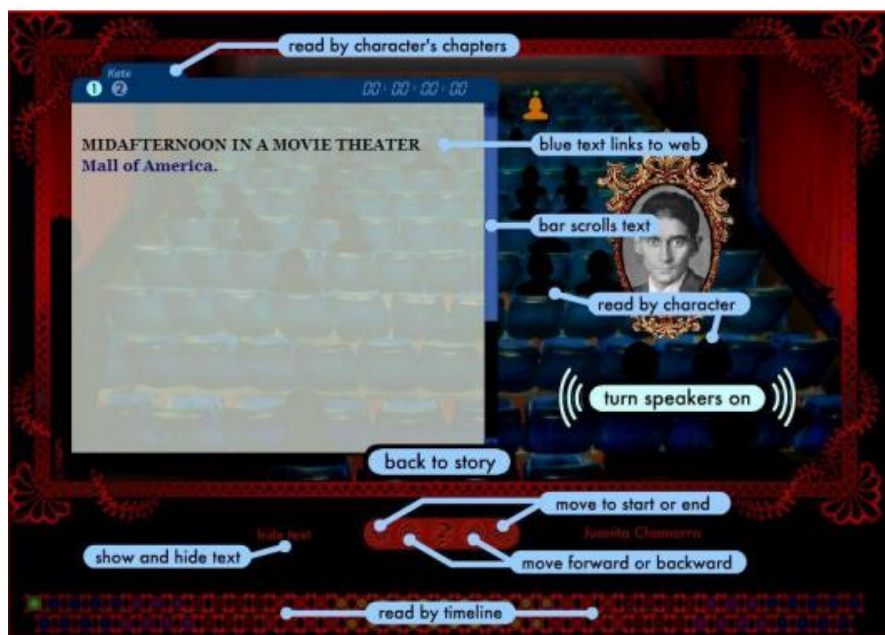 read by character's chapters
Kate
1 2
00 : 00 : 00 : 00
MIDAFTERNOON IN A MOVIE THEATER
Mall of America.
blue text links to web
bar scrolls text
read by character
turn speakers on
back to story
move to start or end
hide text
Juanita Chamorro
show and hide text
move forward or backward
read by timeline